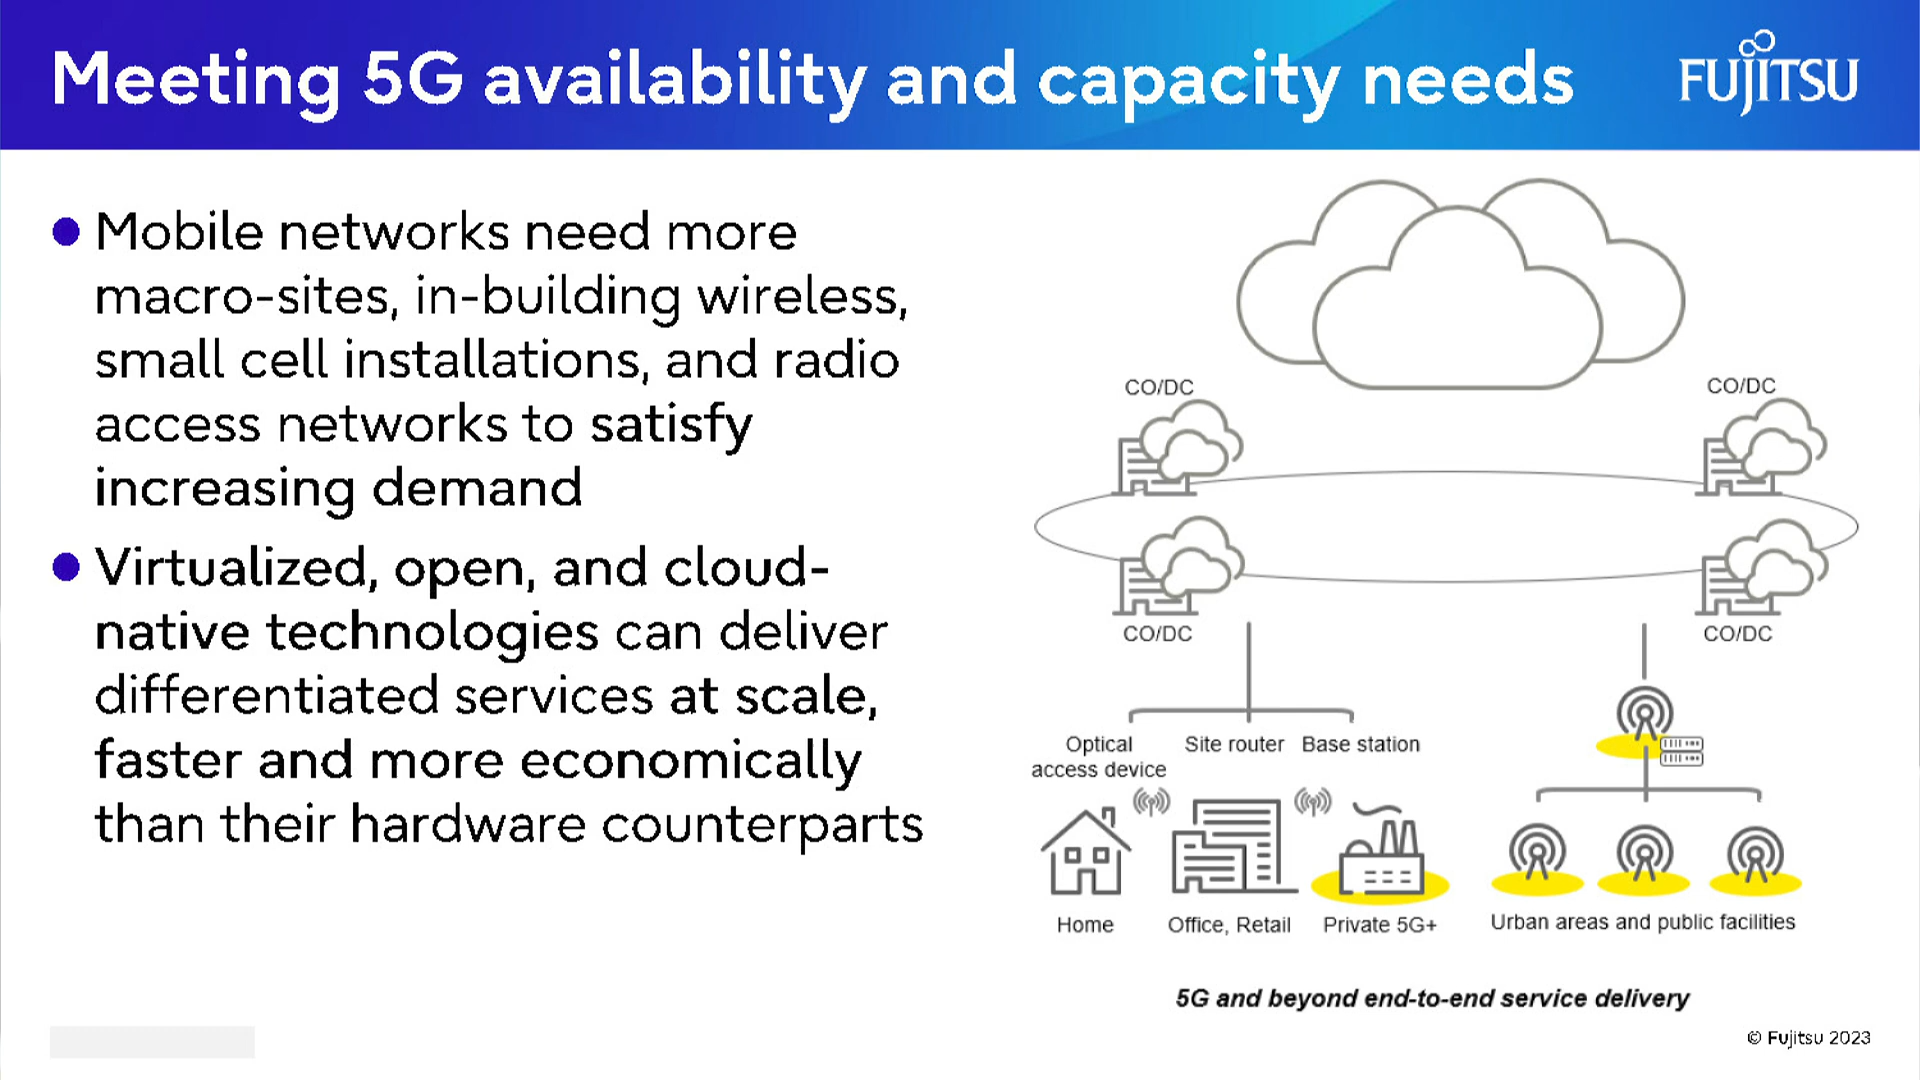 Meeting 5G availability and capacity needs
FUJITSU
Mobile networks need more
macro-sites, in-building wireless,
small cell installations, and radio
access networks to satisfy
increasing demand
Virtualized, open, and cloud-
native technologies can deliver
differentiated services at scale,
faster and more economically
than their hardware counterparts
CO/DC
CO/DC
CO/DC
CO/DC
Optical
access device
Site router
Base station
Home
Office, Retail
Private 5G+
Urban areas and public facilities
5G and beyond end-to-end service delivery
© Fujitsu 2023